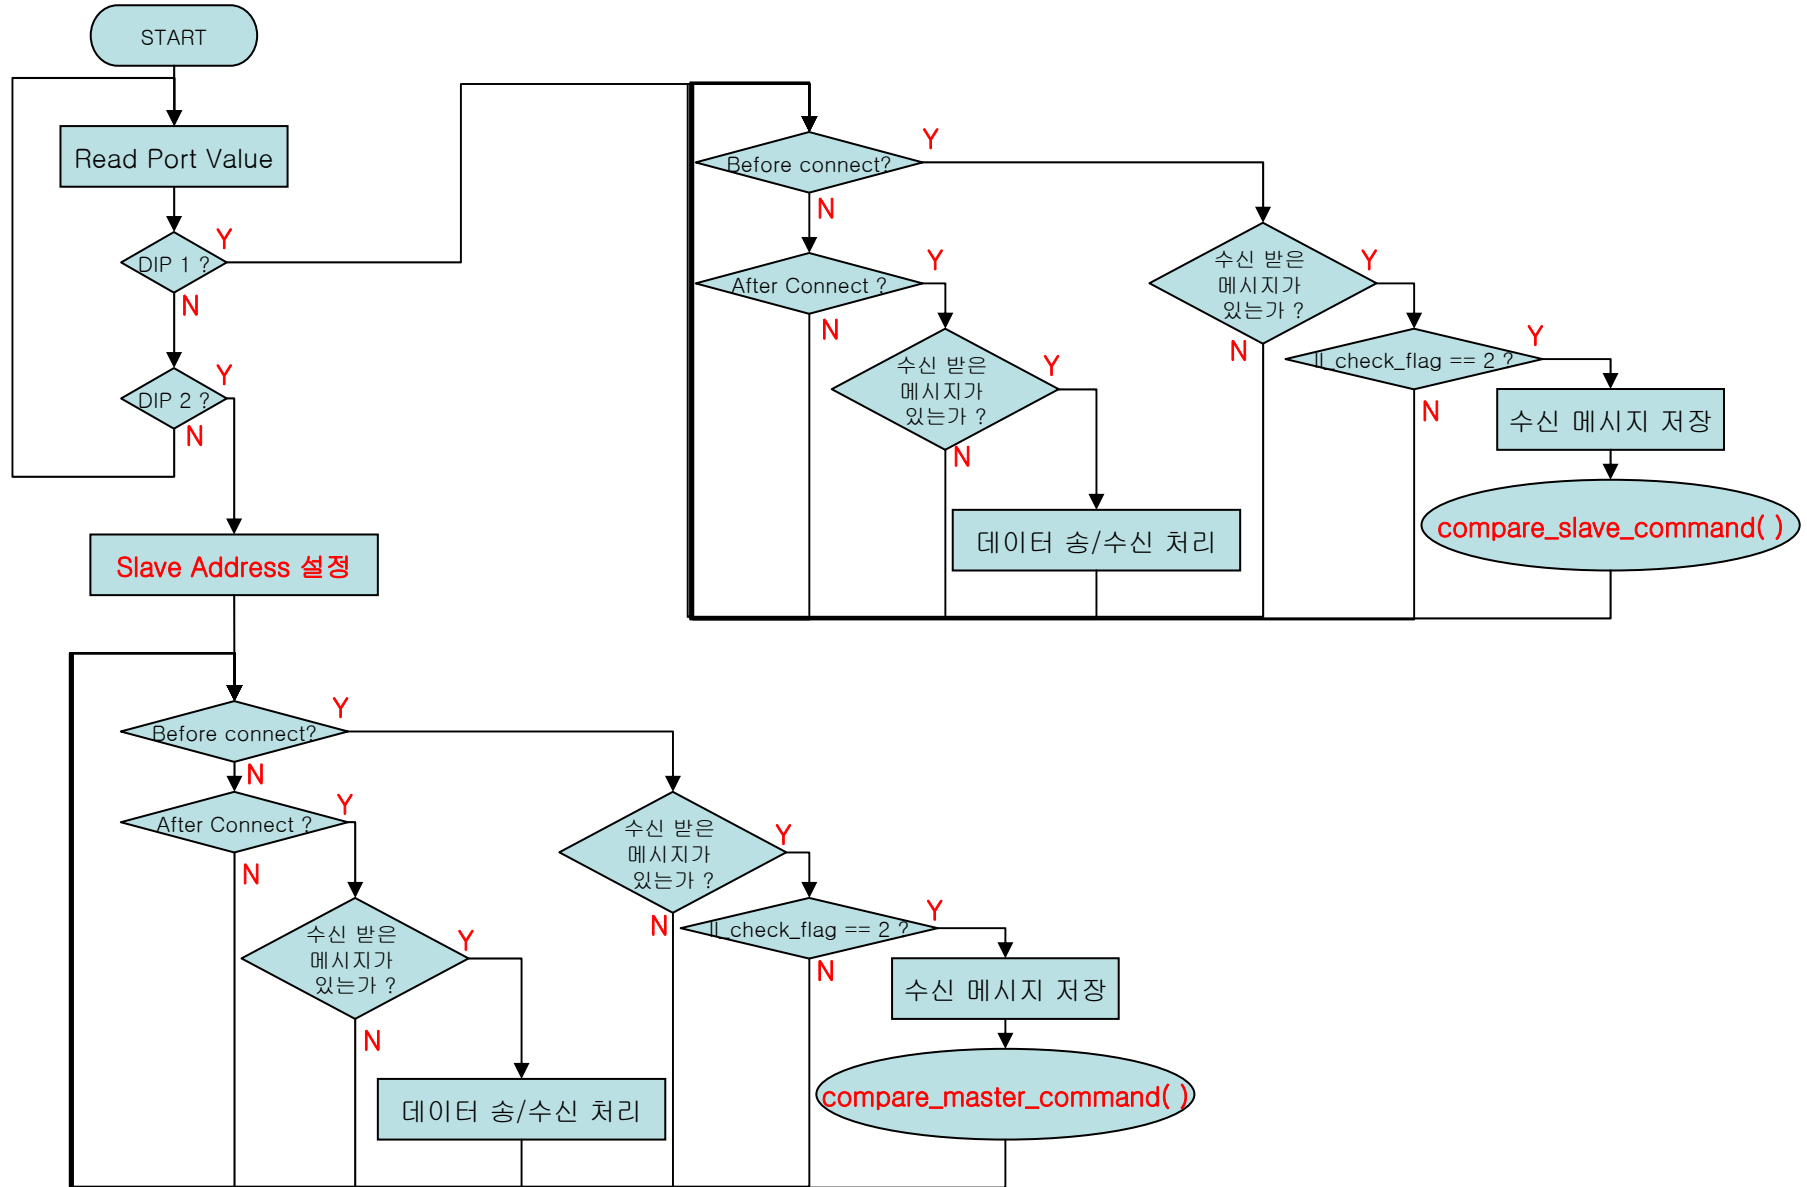 START
Read Port Value
DIP 1 ?
Y
N
DIP 2 ?
Y
N
Slave Address 설정
Before connect?
Y
N
After Connect ?
Y
N
수신 받은
메시지가
있는가 ?
Y
N
데이터 송/수신 처리
수신 받은
메시지가
있는가 ?
Y
N
ll_check_flag == 2 ?
Y
N
수신 메시지 저장
compare_slave_command( )
Before connect?
Y
N
After Connect ?
Y
N
수신 받은
메시지가
있는가 ?
Y
N
데이터 송/수신 처리
수신 받은
메시지가
있는가 ?
Y
N
ll_check_flag == 2 ?
Y
N
수신 메시지 저장
compare_master_command( )